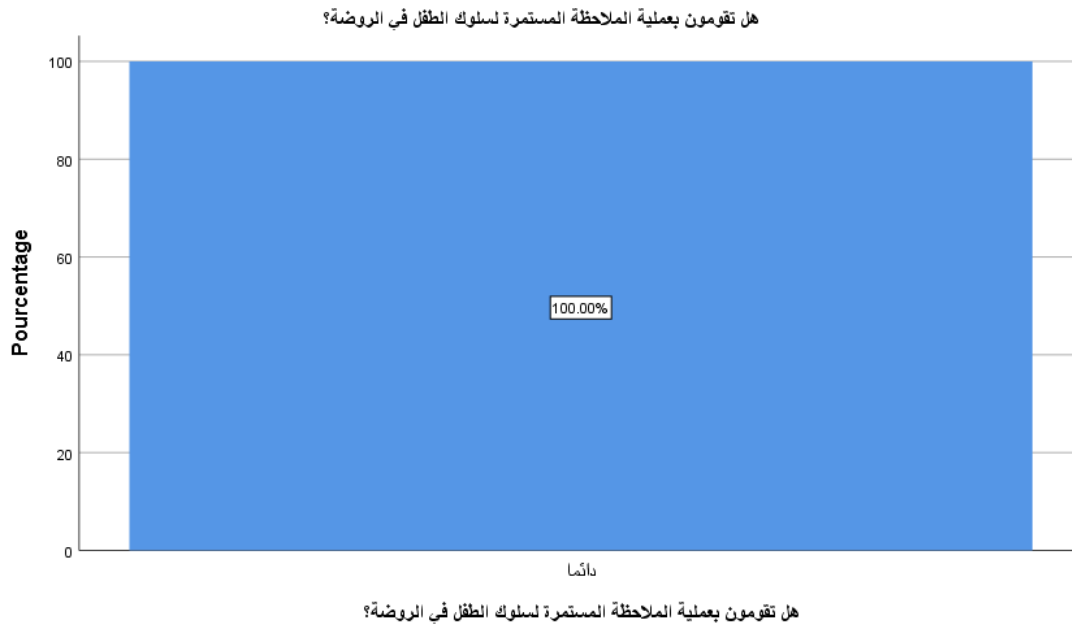 هل تقومون بعملية الملاحظة المستمرة لسلوك الطفل في الروضة؟
100
80
60
40
20
0
Pourcentage
100.00%
دائما
هل تقومون بعملية الملاحظة المستمرة لسلوك الطفل في الروضة؟